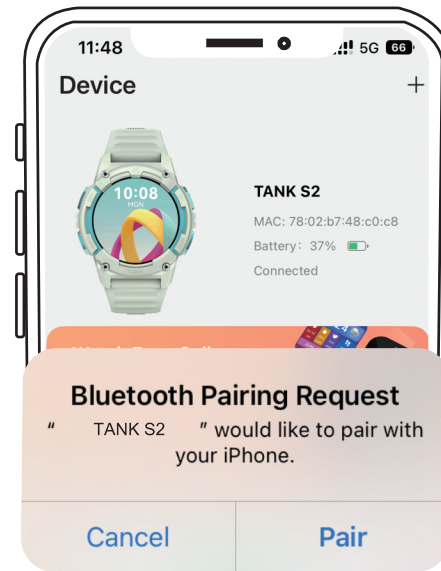 11:48
5G 66
Device
+
10:08
MON
TANK S2
MAC: 78:02:b7:48:c0:c8
Battery: 37%
Connected
Bluetooth Pairing Request
“ TANK S2 ” would like to pair with
your iPhone.
Cancel
Pair